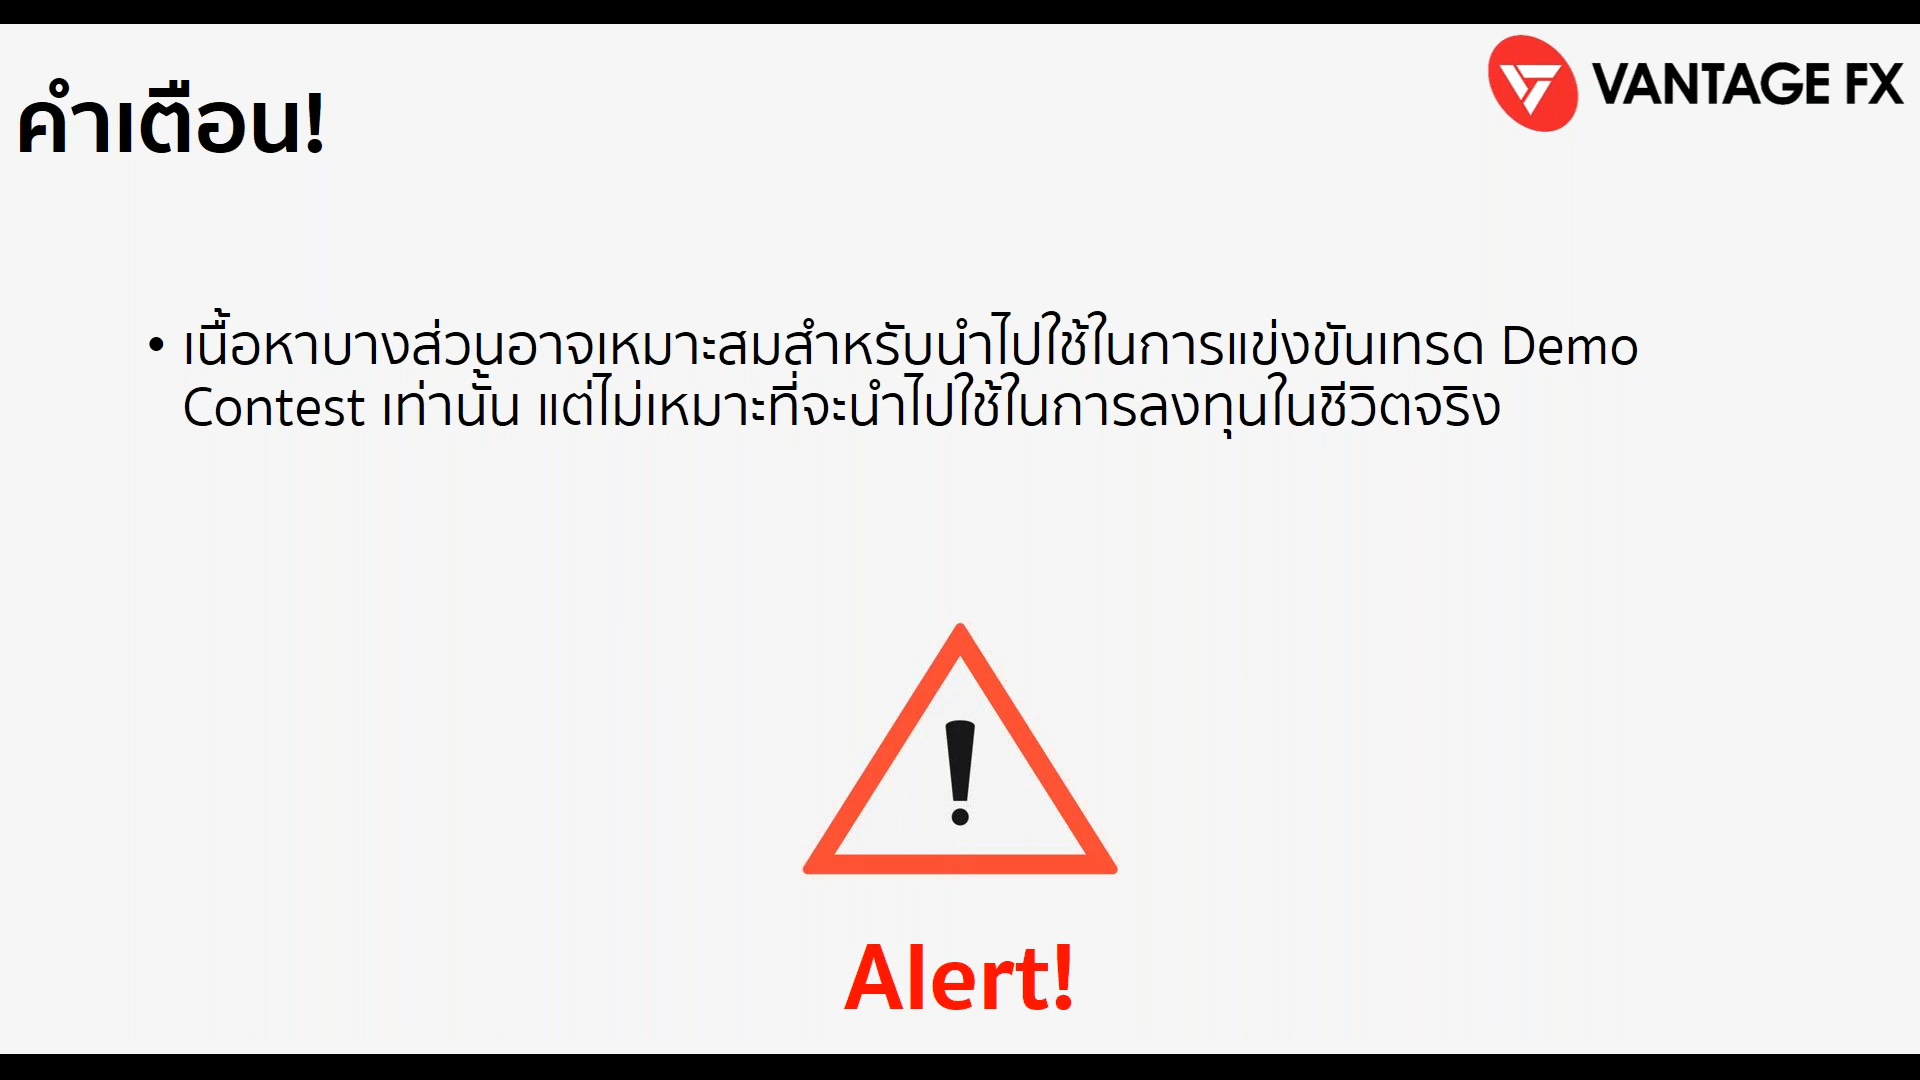 VANTAGE FX
คำเตือน!
• เนื้อหาบางส่วนอาจเหมาะสมสำหรับนำไปใช้ในการแข่งขันเทรด Demo
Contest เท่านั้น แต่ไม่เหมาะที่จะนำไปใช้ในการลงทุนในชีวิตจริง
!
Alert!